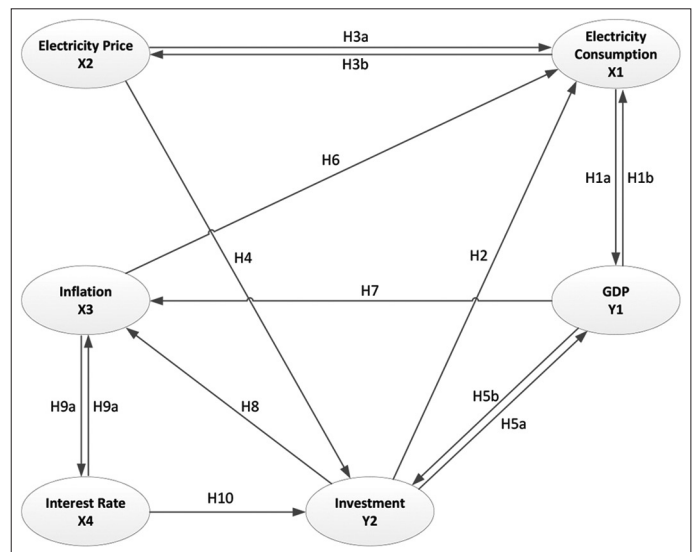 Electricity Price
X2
H3a
H3b
Electricity
Consumption
X1
H6
H1a
H1b
H4
H2
Inflation
X3
H7
GDP
Y1
H9a
H9a
H8
H5b
H5a
Interest Rate
X4
H10
Investment
Y2